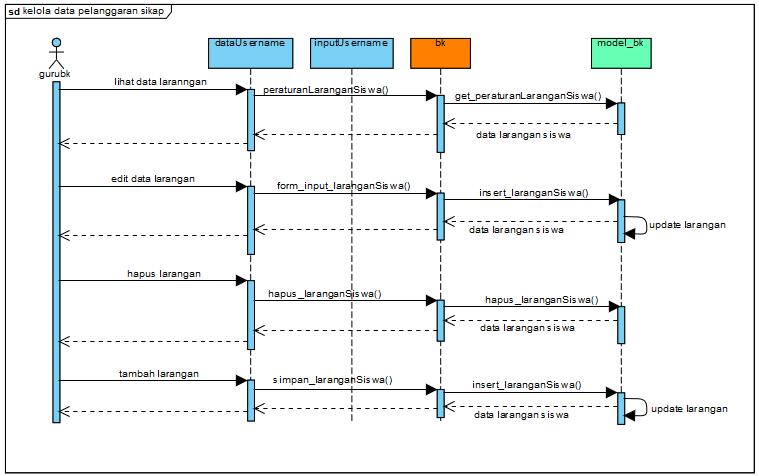 sd kelola data pelanggaran sikap
dataUsername
inputUsername
bk
model_bk
gurubk
lihat data laranngan
peraturanLaranganSiswa()
get_peraturanLaranganSiswa()
data larangan siswa
edit data larangan
form_input_laranganSiswa()
insert_laranganSiswa()
update larangan
data larangan siswa
hapus larangan
hapus_laranganSiswa()
hapus_laranganSiswa()
data larangan siswa
tambah larangan
simpan_laranganSiswa()
insert_laranganSiswa()
update larangan
data larangan siswa